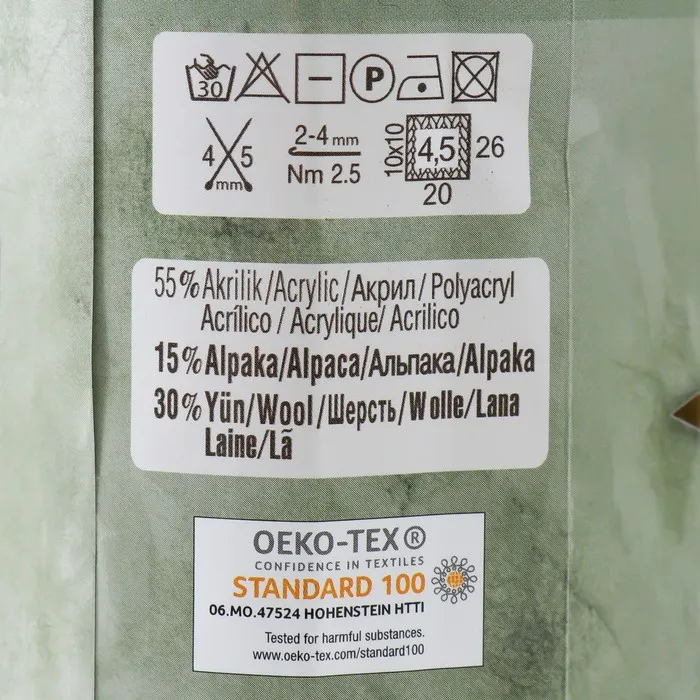 30
P
4 5
mm
2-4 mm
Nm 2.5
10x10
4,5
26
20
55% Akrilik/Acrylic/Акрил/Polyacryl
Acrílico / Acrylique/ Acrilico
15% Alpaka/Alpaca/Альпака/Alpaka
30% Yün/Wool/Шерсть/Wolle/Lana
Laine/Lã
OEKO-TEX®
CONFIDENCE IN TEXTILES
STANDARD 100
06.MO.47524 HOHENSTEIN HTTI
Tested for harmful substances.
www.oeko-tex.com/standard100